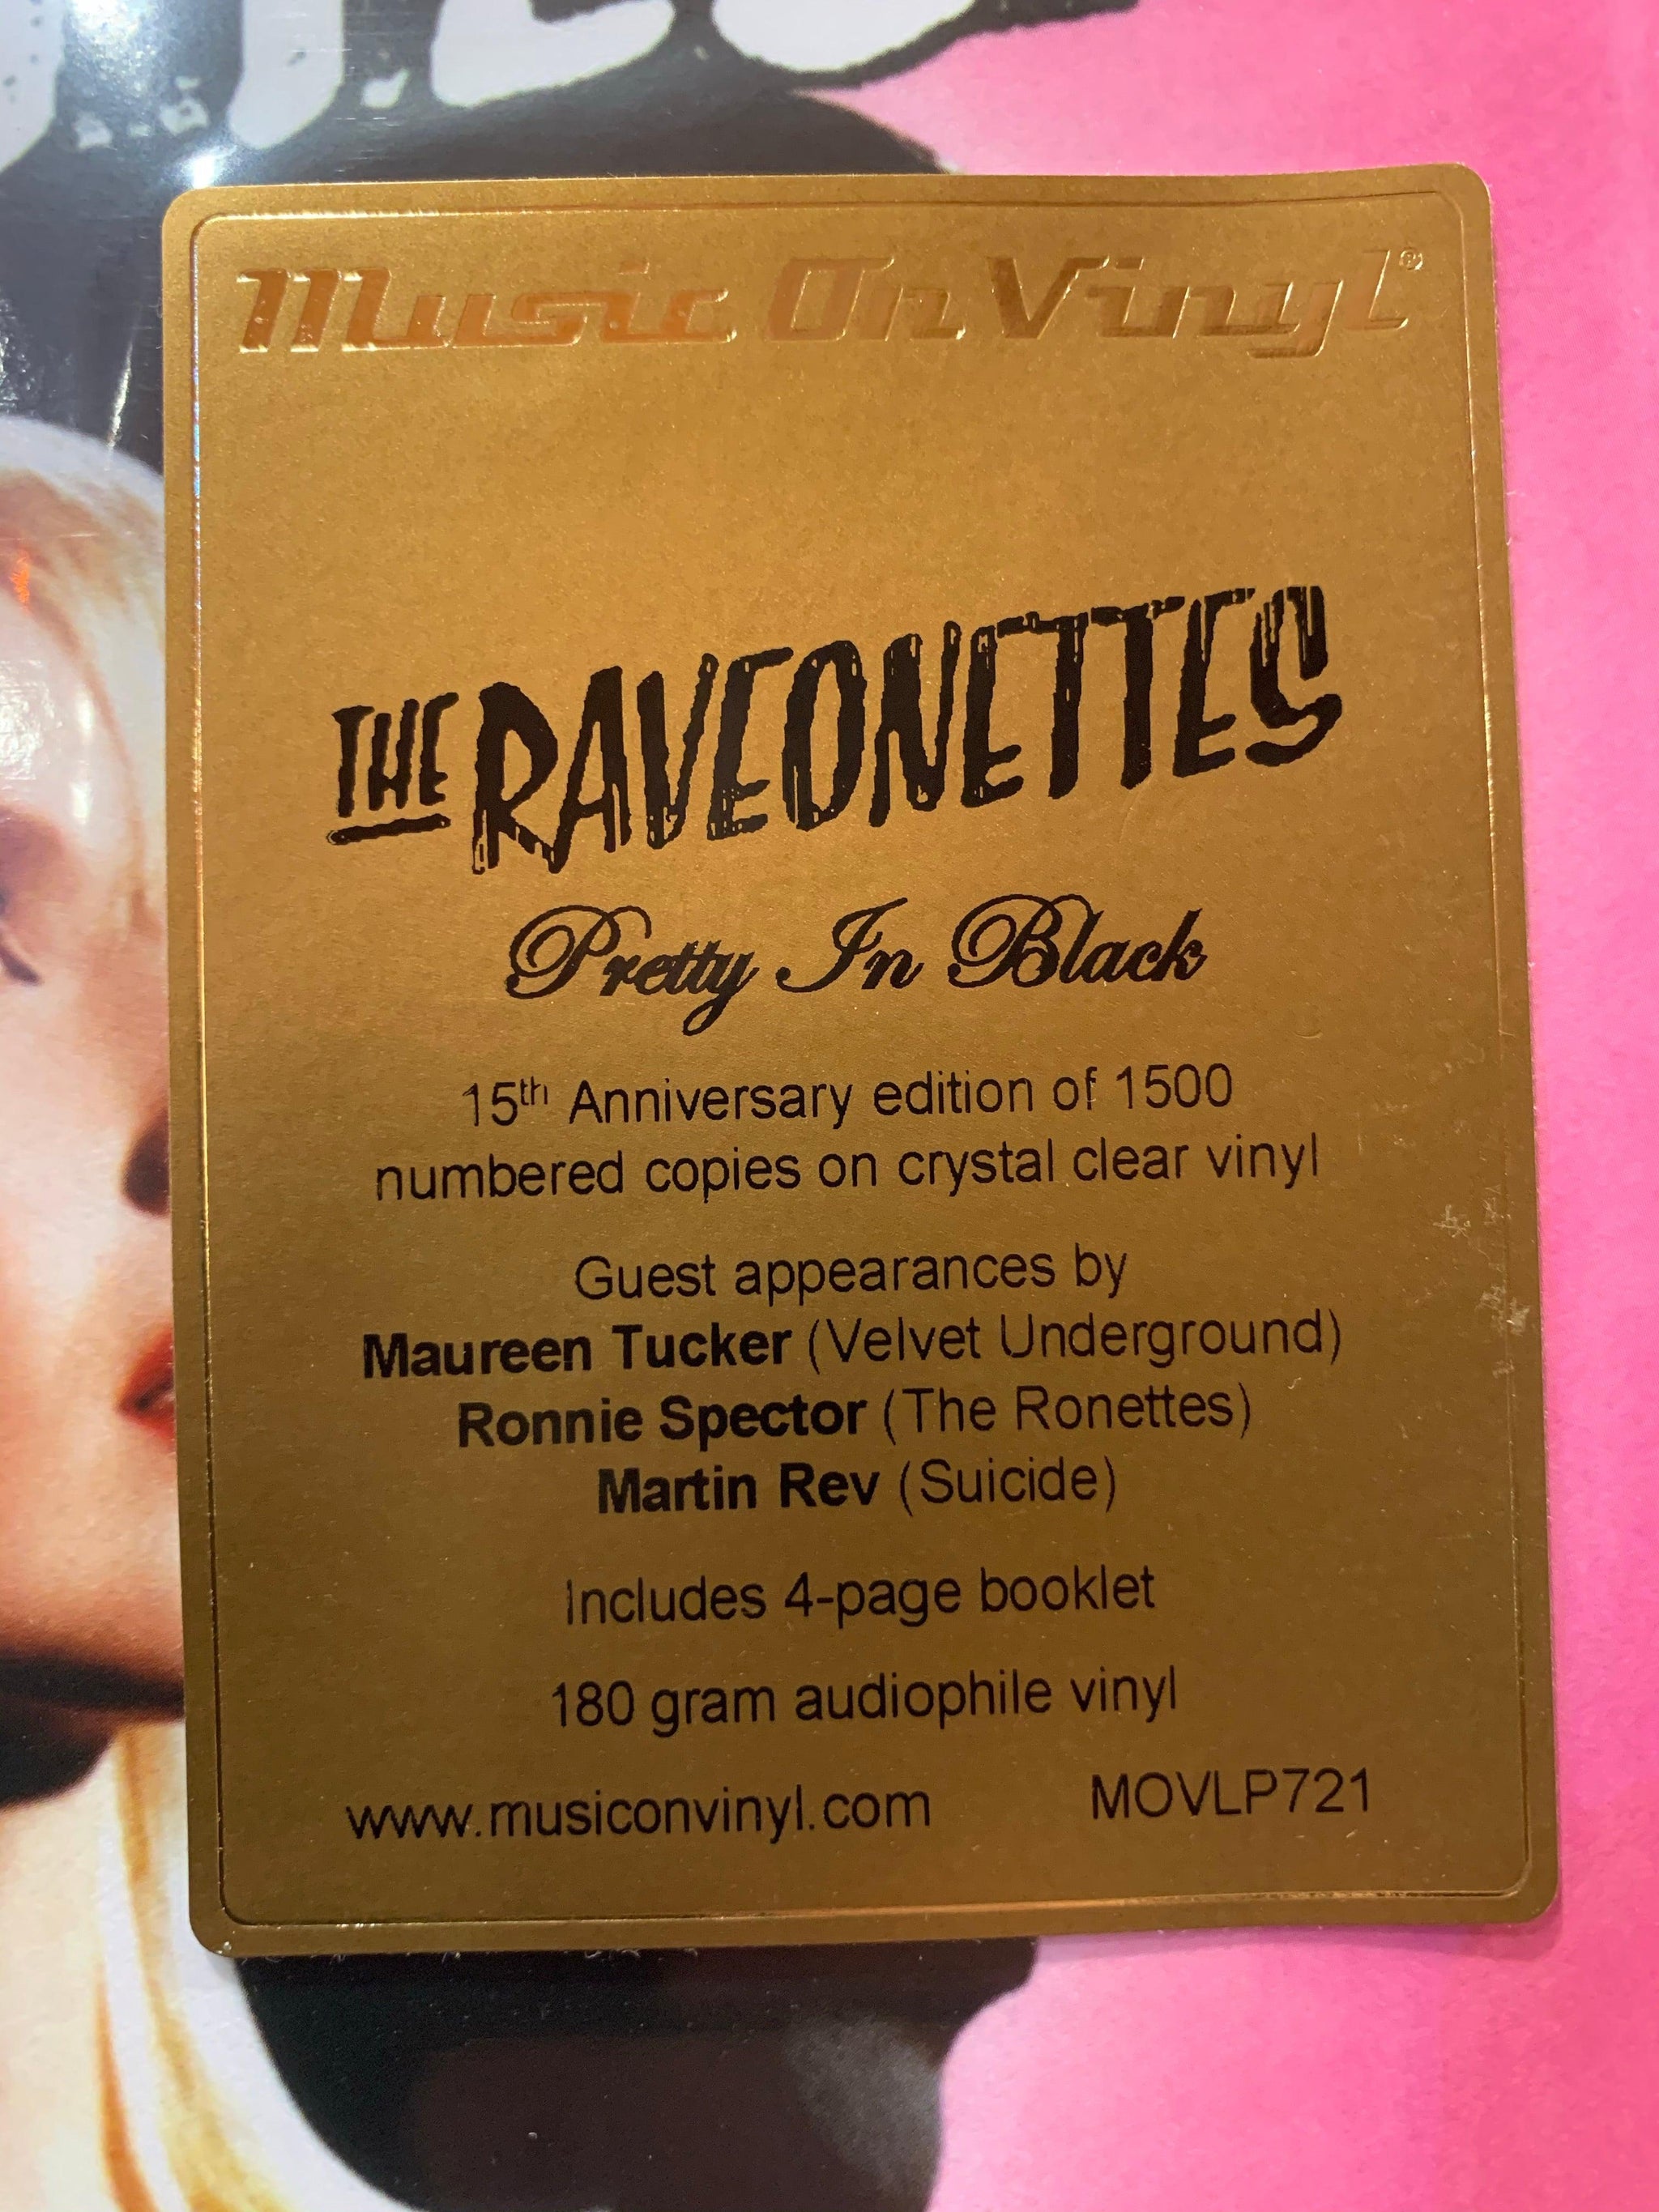 Music On Vinyl®
THE RAVEONETTES
Pretty In Black
15th Anniversary edition of 1500
numbered copies on crystal clear vinyl
Guest appearances by
Maureen Tucker (Velvet Underground)
Ronnie Spector (The Ronettes)
Martin Rev (Suicide)
Includes 4-page booklet
180 gram audiophile vinyl
www.musiconvinyl.com MOVLP721